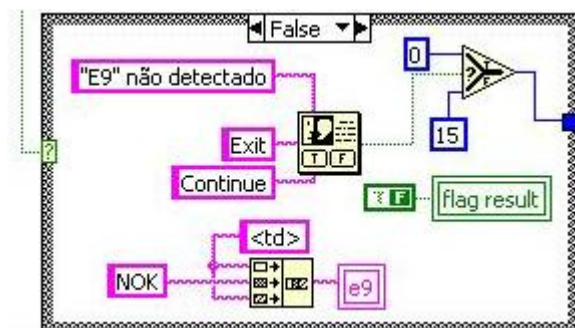 False
0
"E9" não detectado
?
T
F
?
Exit
T F
15
Continue
? F
flag result
<td>
NOK
e9